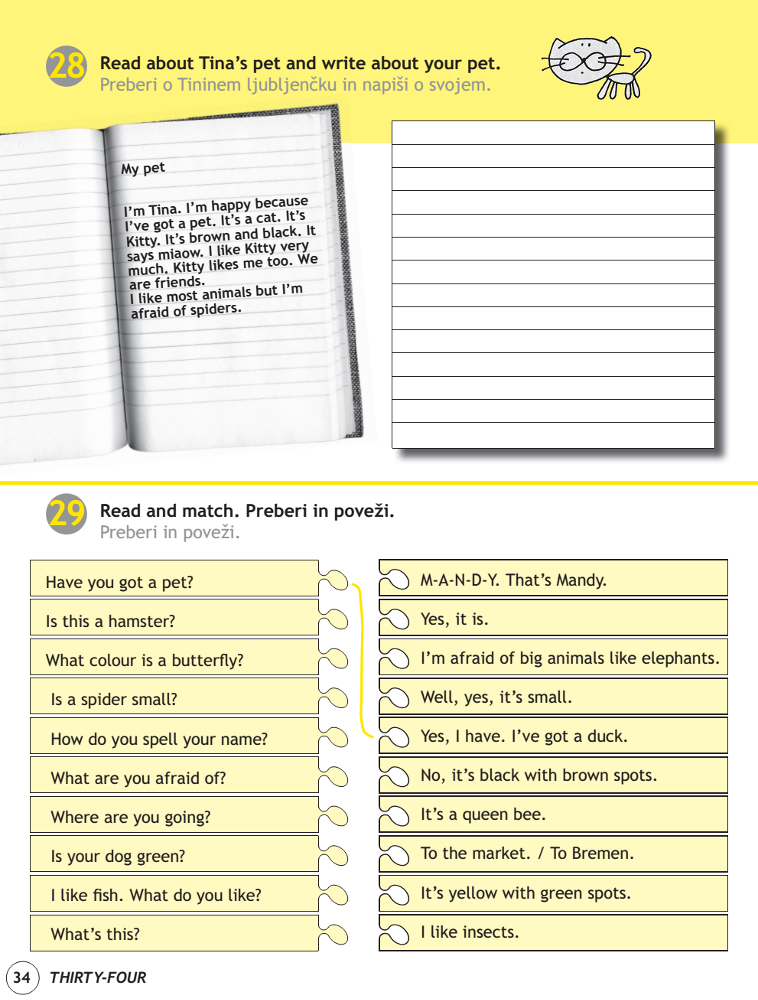 28
Read about Tina's pet and write about your pet.
Preberi o Tininem ljubljenčku in napiši o svojem.
My pet
I'm Tina. I'm happy because
I've got a pet. It's a cat. It's
Kitty. It's brown and black. It
says miaow. I like Kitty very
much. Kitty likes me too. We
are friends.
I like most animals but I'm
afraid of spiders.
29
Read and match. Preberi in poveži.
Preberi in poveži.
Have you got a pet?
Is this a hamster?
What colour is a butterfly?
Is a spider small?
How do you spell your name?
What are you afraid of?
Where are you going?
Is your dog green?
I like fish. What do you like?
What's this?
M-A-N-D-Y. That's Mandy.
Yes, it is.
I'm afraid of big animals like elephants.
Well, yes, it's small.
Yes, I have. I've got a duck.
No, it's black with brown spots.
It's a queen bee.
To the market. / To Bremen.
It's yellow with green spots.
I like insects.
34 THIRTY-FOUR